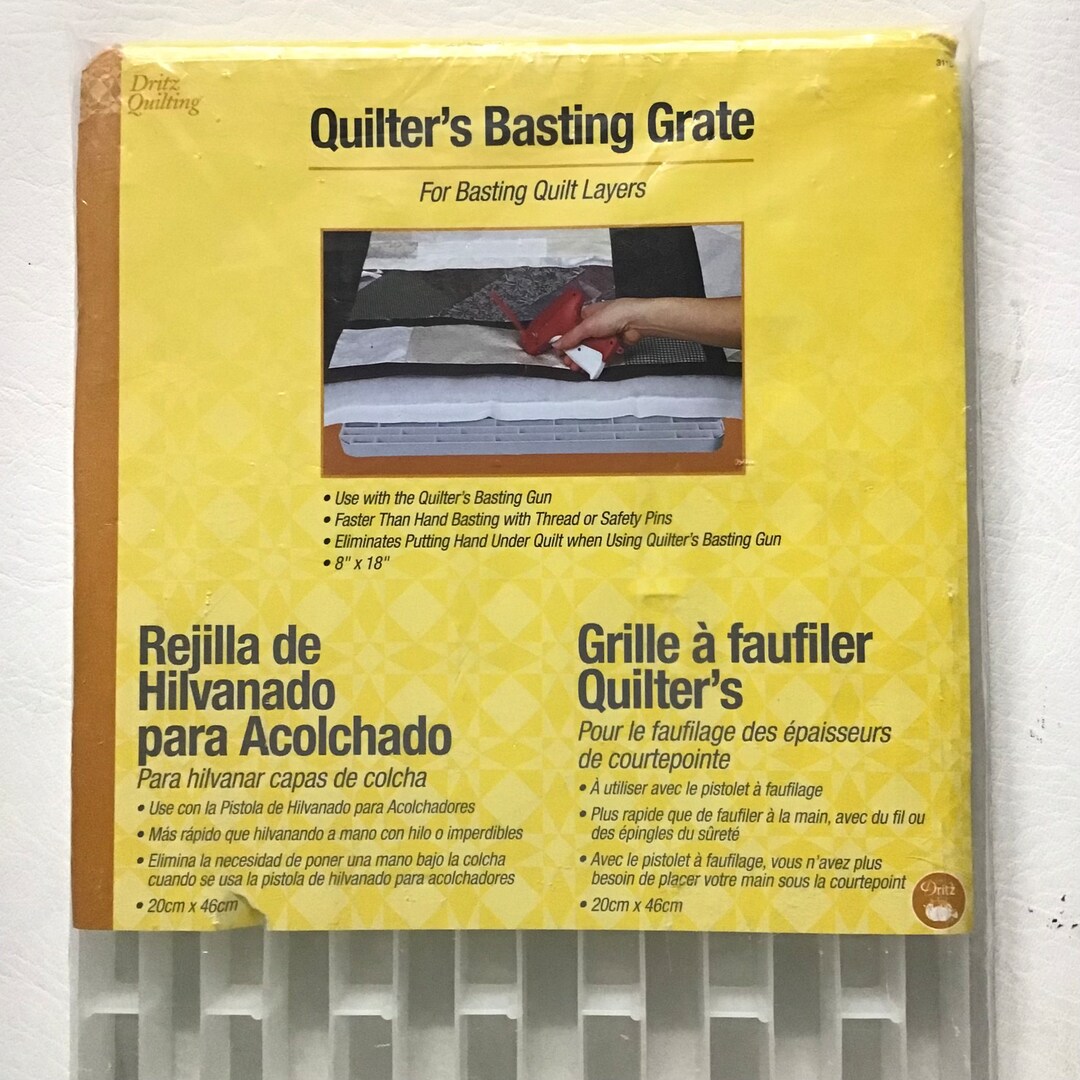 Dritz
Quilting
Quilter's Basting Grate
For Basting Quilt Layers
• Use with the Quilter's Basting Gun
• Faster Than Hand Basting with Thread or Safety Pins
• Eliminates Putting Hand Under Quilt when Using Quilter's Basting Gun
• 8" x 18"
Rejilla de
Hilvanado
para Acolchado
Para hilvanar capas de colcha
• Use con la Pistola de Hilvanado para Acolchadores
• Más rápido que hilvanando a mano con hilo o imperdibles
• Elimina la necesidad de poner una mano bajo la colcha
cuando se usa la pistola de hilvanado para acolchadores
• 20cm x 46cm
Grille à faufiler
Quilter's
Pour le faufilage des épaisseurs
de courtepointe
• À utiliser avec le pistolet à faufilage
• Plus rapide que de faufiler à la main, avec du fil ou
des épingles du sûreté
• Avec le pistolet à faufilage, vous n'avez plus
besoin de placer votre main sous la courtepoint
• 20cm x 46cm
Dritz